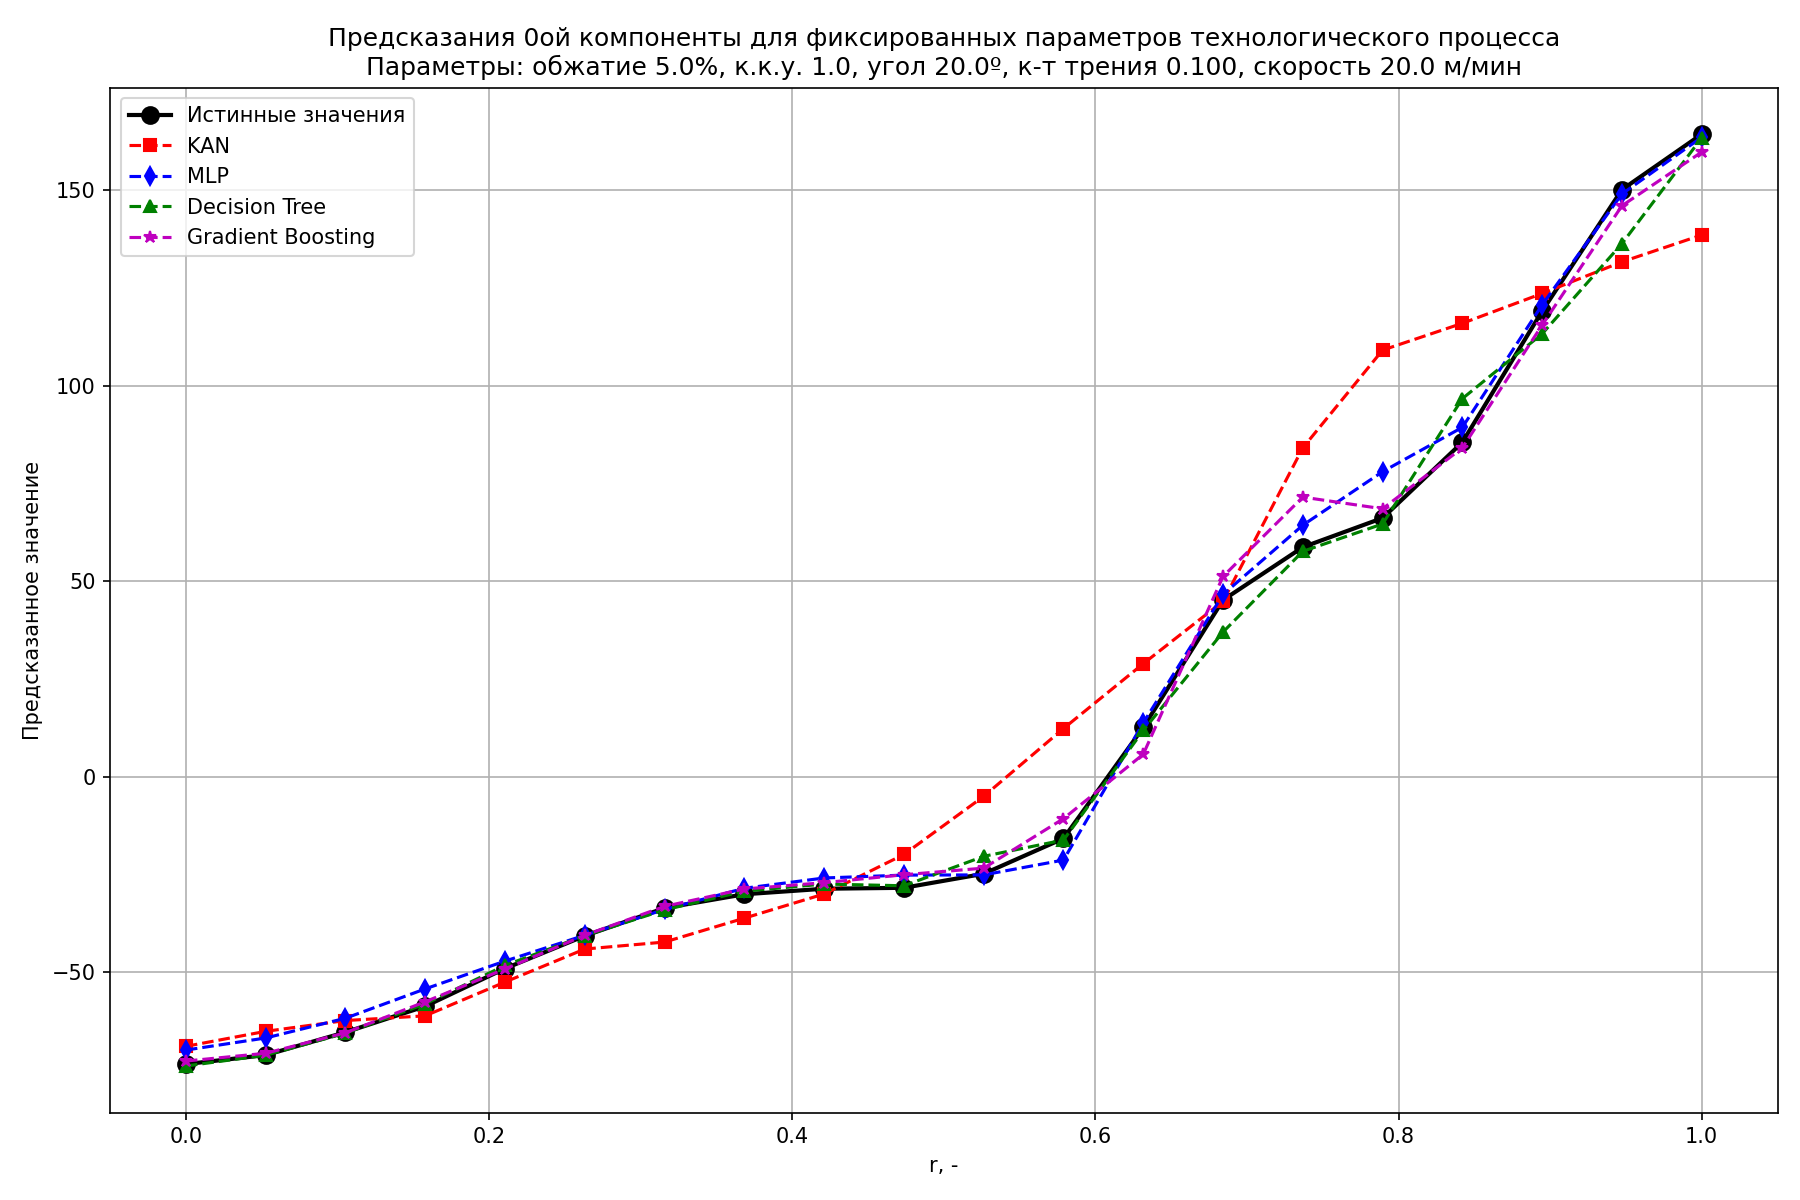 Предсказания 0ой компоненты для фиксированных параметров технологического процесса
Параметры: обжатие 5.0%, к.к.у. 1.0, угол 20.0º, к-т трения 0.100, скорость 20.0 м/мин
Истинные значения
KAN
MLP
Decision Tree
Gradient Boosting
Предсказанное значение
150
100
50
0
−50
0.0
0.2
0.4
0.6
0.8
1.0
r, -